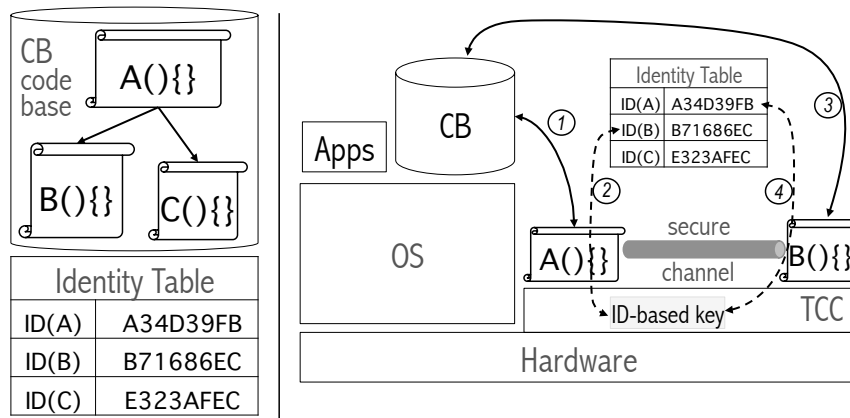 CB
code
base
A(){}
B(){}
C(){}
Identity Table
ID(A) A34D39FB
ID(B) B71686EC
ID(C) E323AFEC
CB
Identity Table
ID(A) A34D39FB
ID(B) B71686EC
ID(C) E323AFEC
1
3
Apps
2
4
OS
A(){}
secure
channel
B(){}
ID-based key
TCC
Hardware